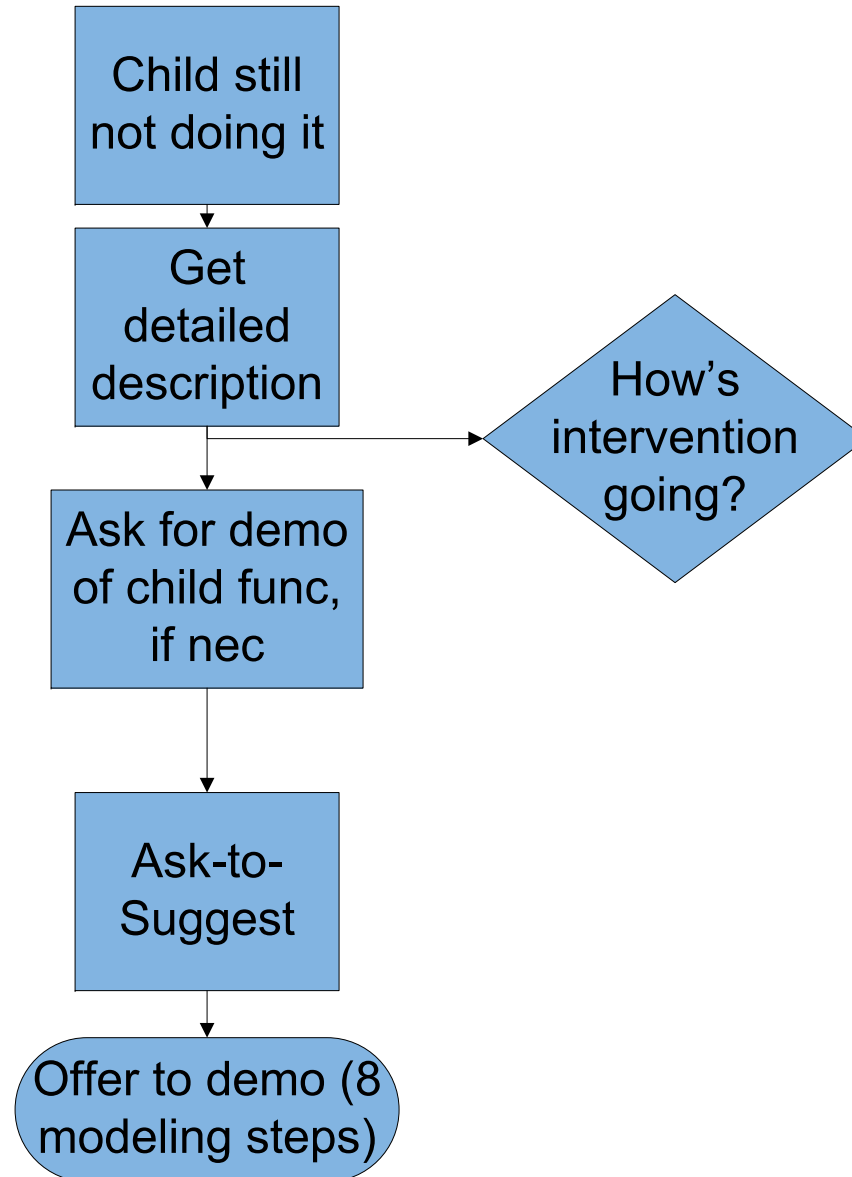 Child still
not doing it
Get
detailed
description
How’s
intervention
going?
Ask for demo
of child func,
if nec
Ask-to-
Suggest
Offer to demo (8
modeling steps)